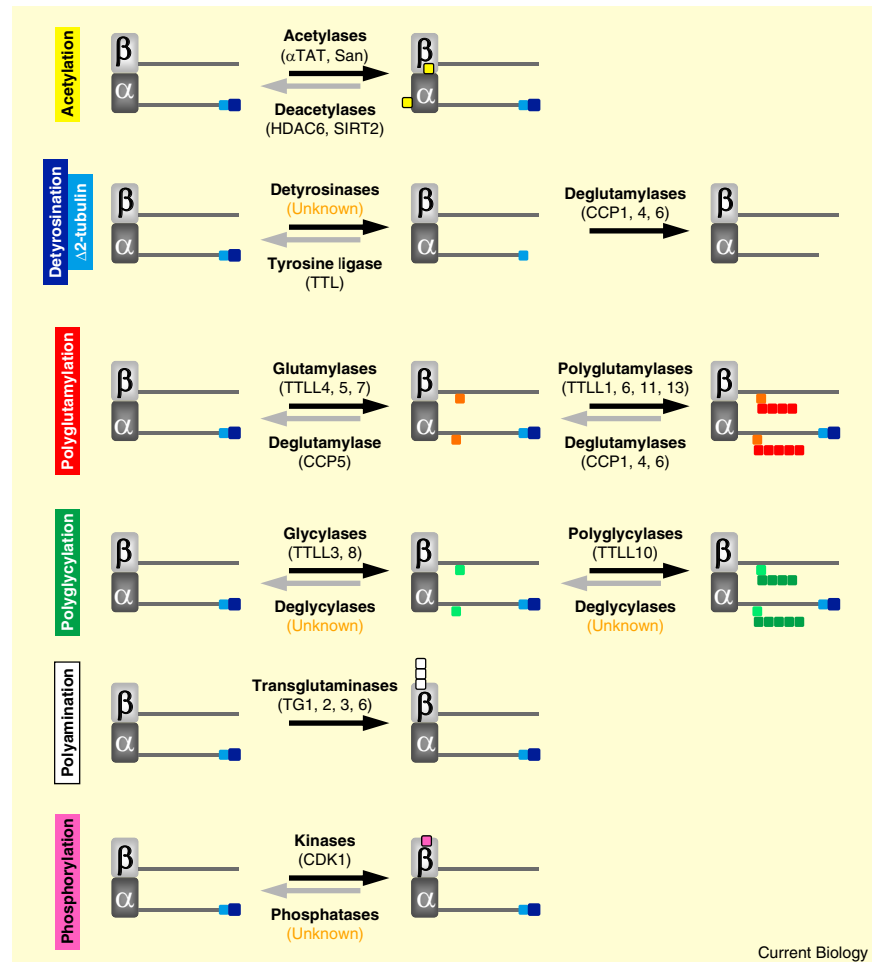 Acetylation
β
α
Acetylases
(αTAT, San)
Deacetylases
(HDAC6, SIRT2)
β
α
Detyrosination
Δ2-tubulin
β
α
Detyrosinases
(Unknown)
Tyrosine ligase
(TTL)
β
α
Deglutamylases
(CCP1, 4, 6)
β
α
Polyglutamylation
β
α
Glutamylases
(TTLL4, 5, 7)
Deglutamylase
(CCP5)
β
α
Polyglutamylases
(TTLL1, 6, 11, 13)
Deglutamylases
(CCP1, 4, 6)
β
α
Polyglycylation
β
α
Glycylases
(TTLL3, 8)
Deglycylases
(Unknown)
β
α
Polyglycylases
(TTLL10)
Deglycylases
(Unknown)
β
α
Polyamination
β
α
Transglutaminases
(TG1, 2, 3, 6)
β
α
Phosphorylation
β
α
Kinases
(CDK1)
Phosphatases
(Unknown)
β
α
Current Biology